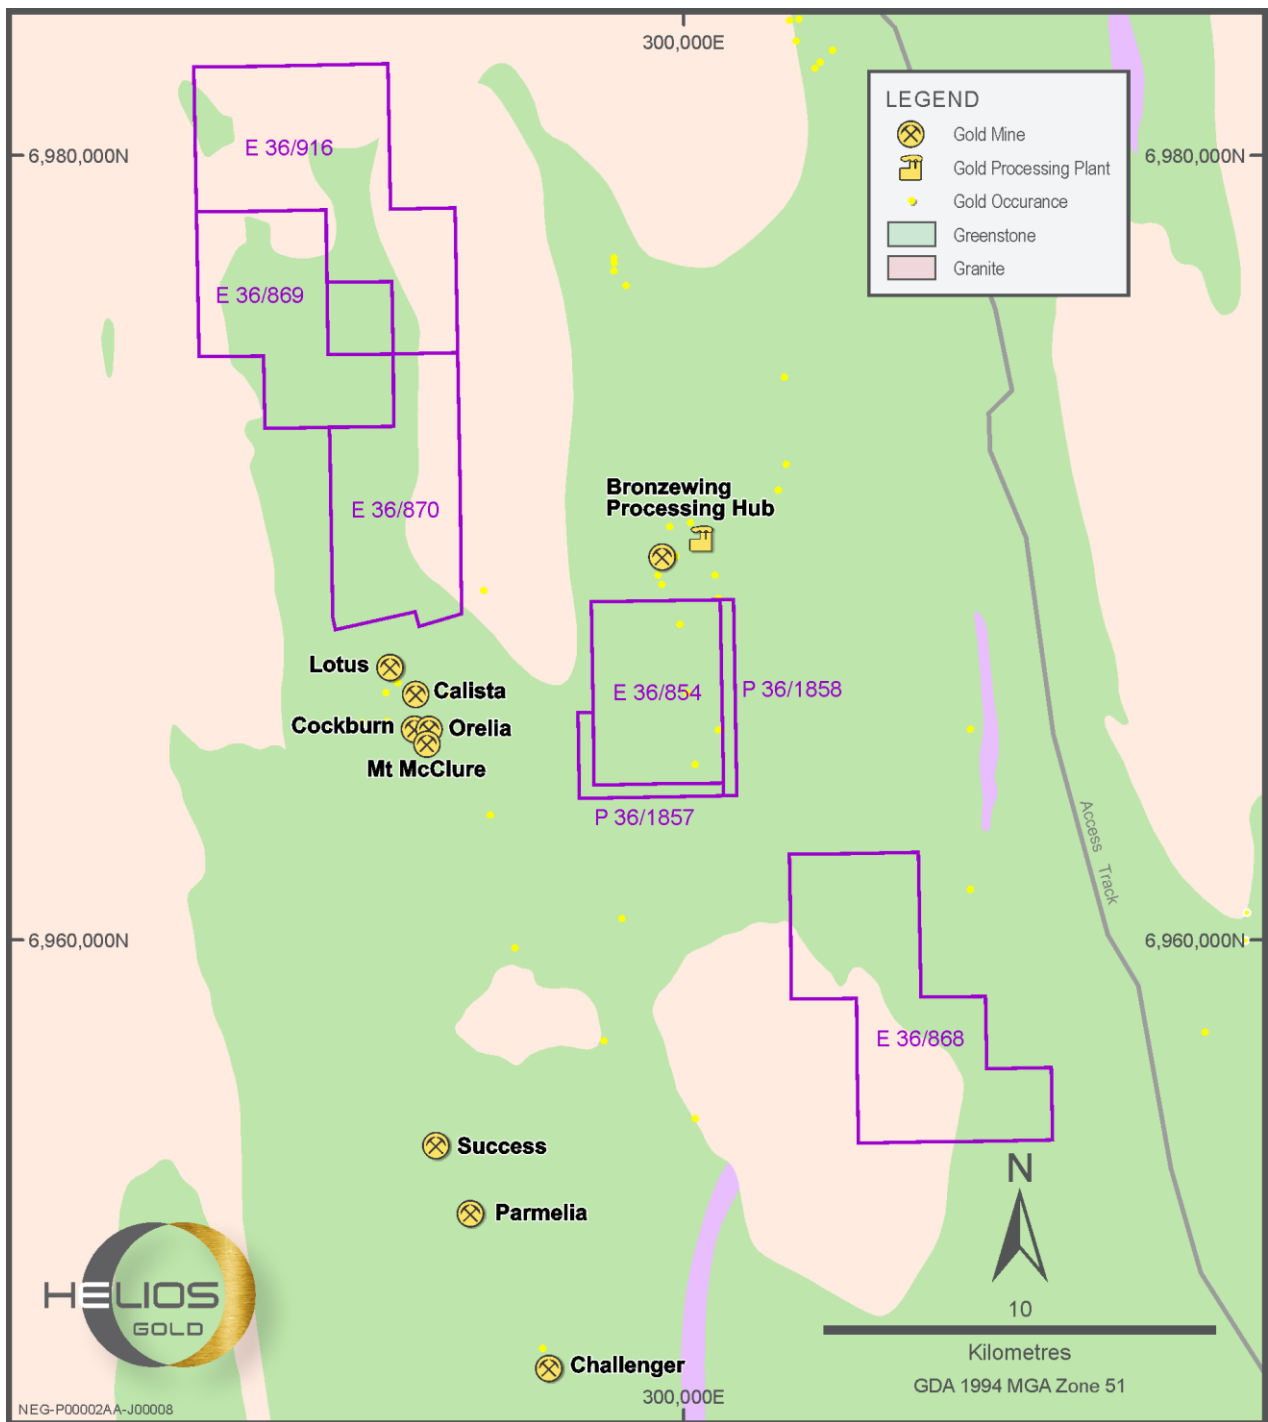 300,000E
LEGEND
Gold Mine
Gold Processing Plant
Gold Occurance
Greenstone
Granite
6,980,000N
6,980,000N
E 36/916
E 36/869
E 36/870
Bronzewing
Processing Hub
Lotus
Calista
Cockburn
Orelia
Mt McClure
E 36/854
P 36/1858
P 36/1857
Access Track
6,960,000N
6,960,000N
E 36/868
Success
Parmelia
N
HELIOS
GOLD
10
Kilometres
GDA 1994 MGA Zone 51
Challenger
300,000E
NEG-P00002AA-J00008